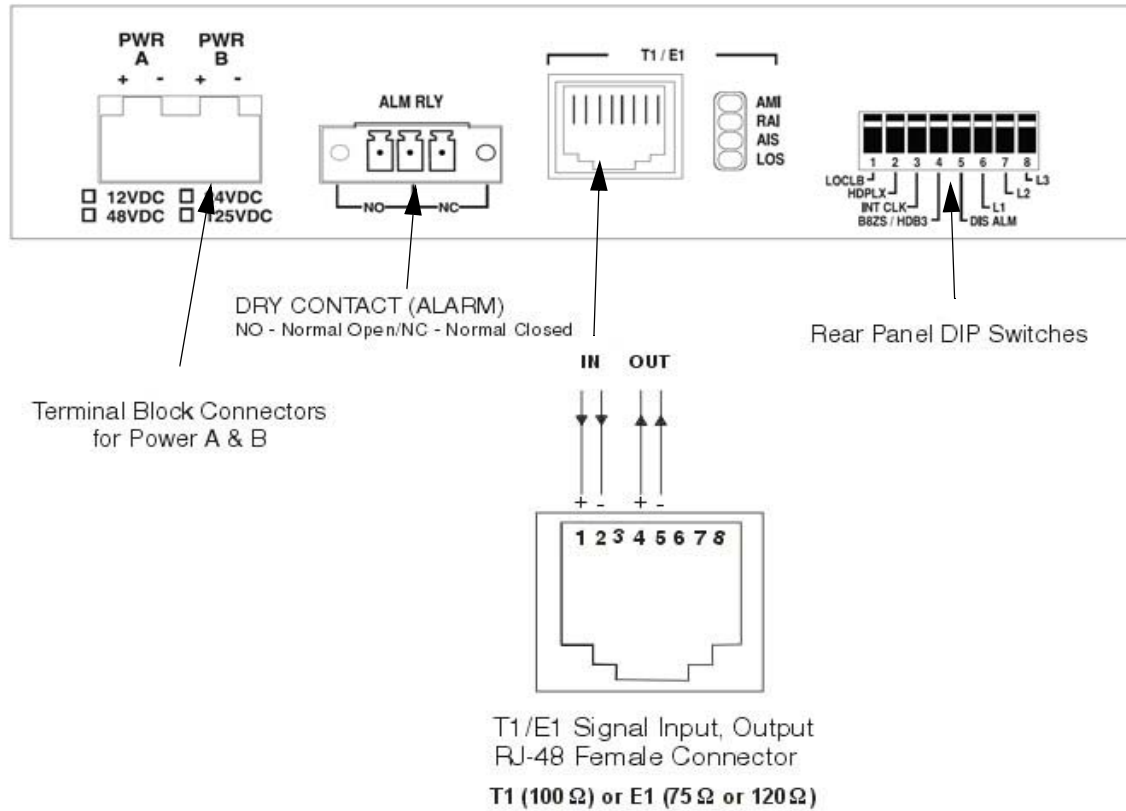 PWR PWR
A B
+ - + -
12VDC 24VDC
48VDC 125VDC
ALM RLY
NO NC
T1 / E1
AMI
RAI
AIS
LOS
1 2 3 4 5 6 7 8
LOCLB L3
HDPLX L2
INT CLK L1
B8ZS / HDB3 DIS ALM
DRY CONTACT (ALARM)
NO - Normal Open/NC - Normal Closed
Rear Panel DIP Switches
Terminal Block Connectors
for Power A & B
IN OUT
+ - + -
1 2 3 4 5 6 7 8
T1/E1 Signal Input, Output
RJ-48 Female Connector
T1 (100 Ω) or E1 (75 Ω or 120 Ω)